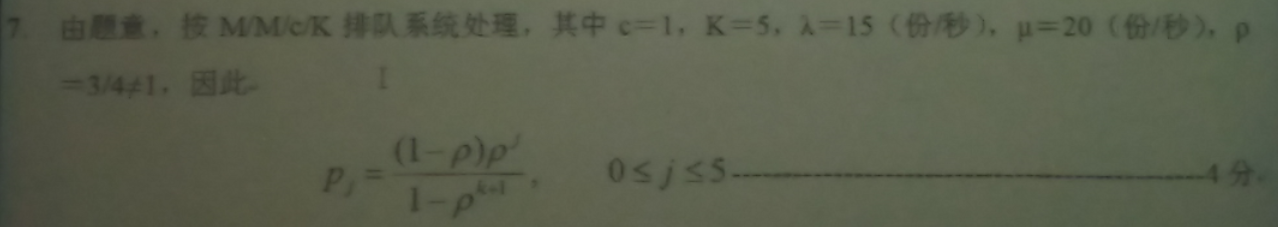 7. 由题意，按 M/M/c/K 排队系统处理，其中 c=1，K=5，λ=15（份/秒），μ=20（份/秒），ρ
=3/4≠1，因此
p_j = \frac{(1-ρ)ρ^j}{1-ρ^{k+1}}, 0≤j≤5----------4 分